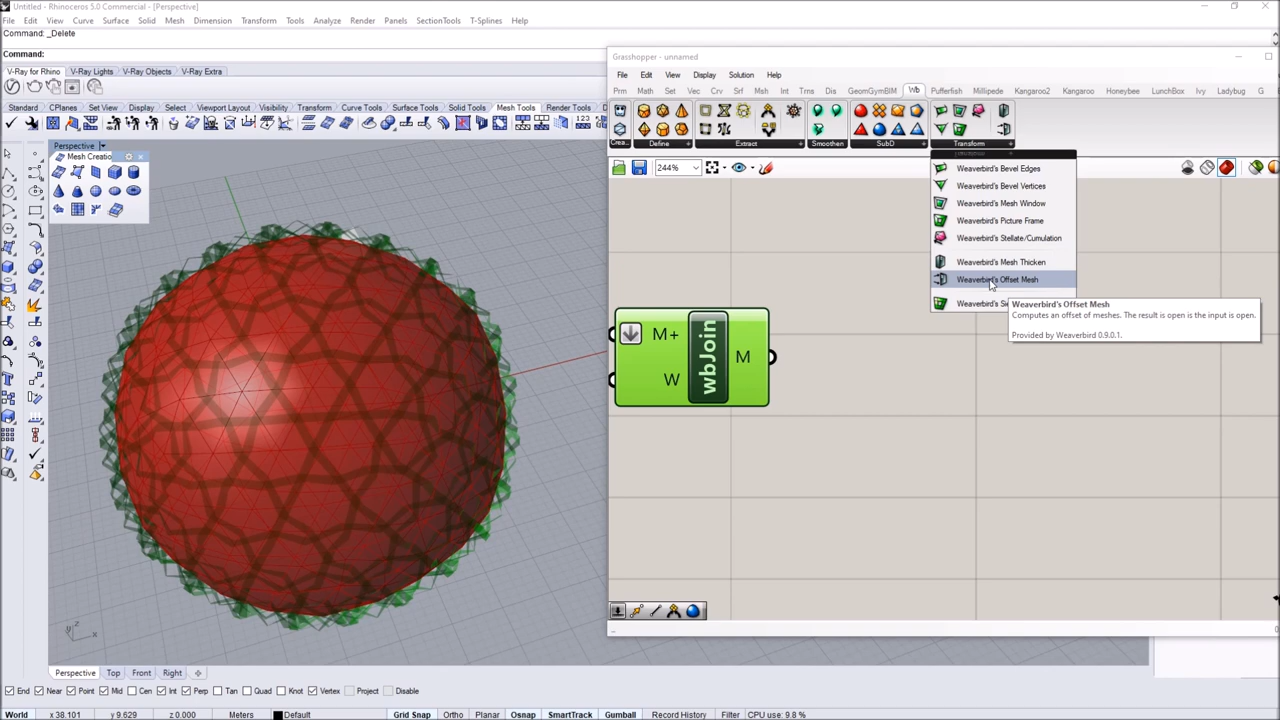 Untitled - Rhinoceros 5.0 Commercial - [Perspective]
File Edit View Curve Surface Solid Mesh Dimension Transform Tools Analyze Render Panels SectionTools T-Splines Help
Command: _Delete
Command:
V-Ray for Rhino V-Ray Lights V-Ray Objects V-Ray Extra
Standard CPlanes Set View Display Select Viewport Layout Visibility Transform Curve Tools Surface Tools Solid Tools Mesh Tools Render Tools
Perspective
Mesh Creatio
Grasshopper - unnamed
File Edit View Display Solution Help
Prm Math Set Vec Crv Srf Msh Int Trns Dis GeomGymBIM Wb Pufferfish Millipede Kangaroo2 Kangaroo Honeybee LunchBox Ivy Ladybug G
Crea... Define Extract Smoothen SubD Transform
244%
Weaverbird's Bevel Edges
Weaverbird's Bevel Vertices
Weaverbird's Mesh Window
Weaverbird's Picture Frame
Weaverbird's Stellate/Cumulation
Weaverbird's Mesh Thicken
Weaverbird's Offset Mesh
Weaverbird's Si
Weaverbird's Offset Mesh
Computes an offset of meshes. The result is open is the input is open.
Provided by Weaverbird 0.9.0.1.
M+
W
wbJoin
M
z
y
x
Perspective Top Front Right
End Near Point Mid Cen Int Perp Tan Quad Knot Vertex Project Disable
World x 38.101 y 9.629 z 0.000 Meters Default Grid Snap Ortho Planar Osnap SmartTrack Gumball Record History Filter CPU use: 9.8 %